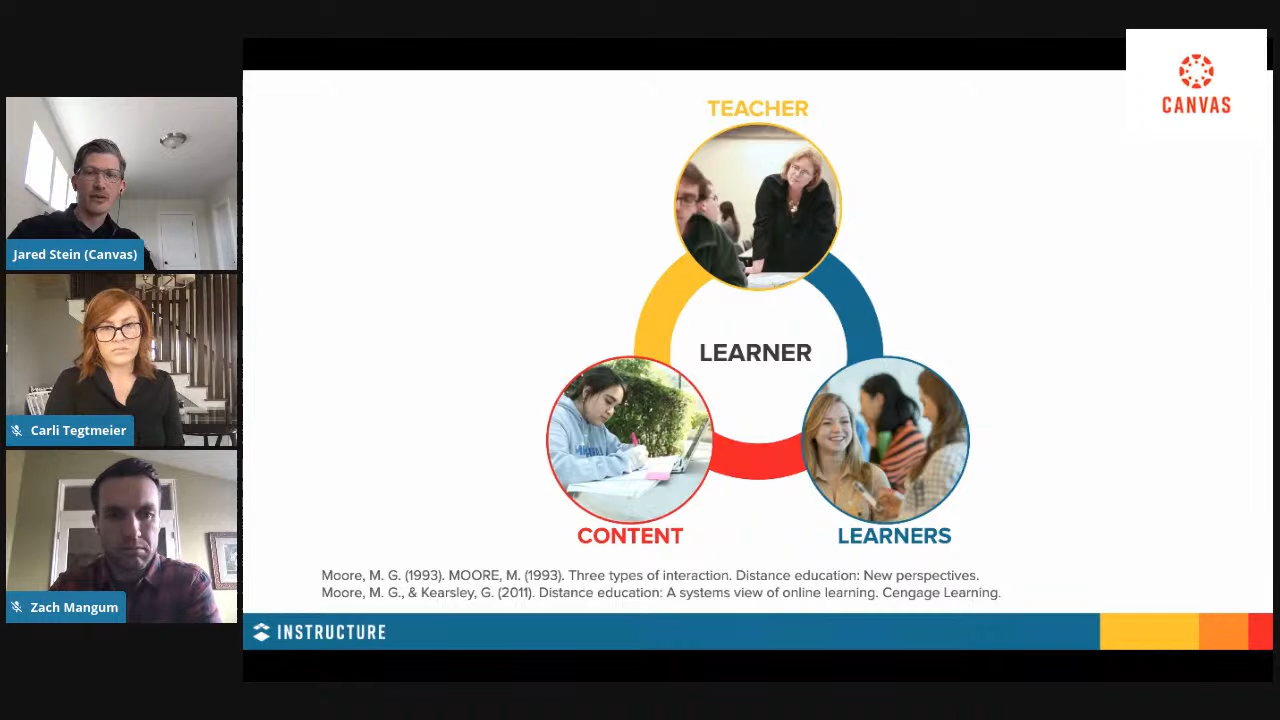 CANVAS
Jared Stein (Canvas)
Carli Tegtmeier
Zach Mangum
TEACHER
LEARNER
CONTENT
LEARNERS
Moore, M. G. (1993). MOORE, M. (1993). Three types of interaction. Distance education: New perspectives.
Moore, M. G., & Kearsley, G. (2011). Distance education: A systems view of online learning. Cengage Learning.
INSTRUCTURE